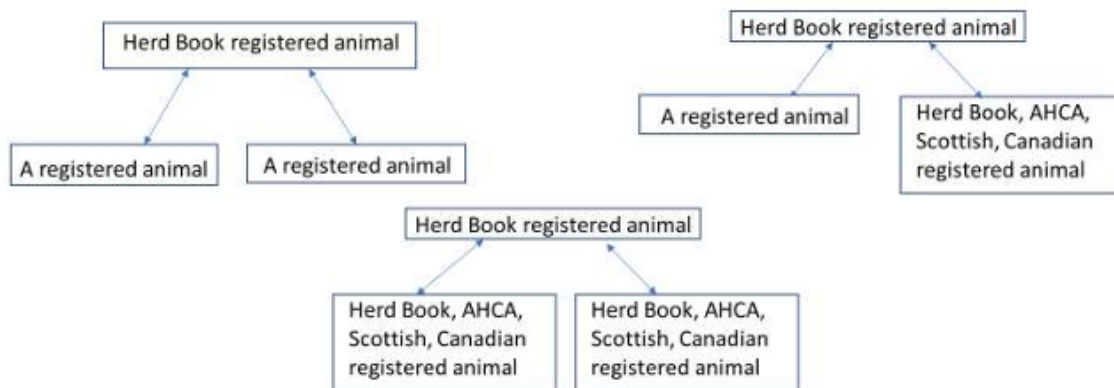 Herd Book registered animal
A registered animal
A registered animal
Herd Book registered animal
A registered animal
Herd Book, AHCA,
Scottish, Canadian
registered animal
Herd Book registered animal
Herd Book, AHCA,
Scottish, Canadian
registered animal
Herd Book, AHCA,
Scottish, Canadian
registered animal